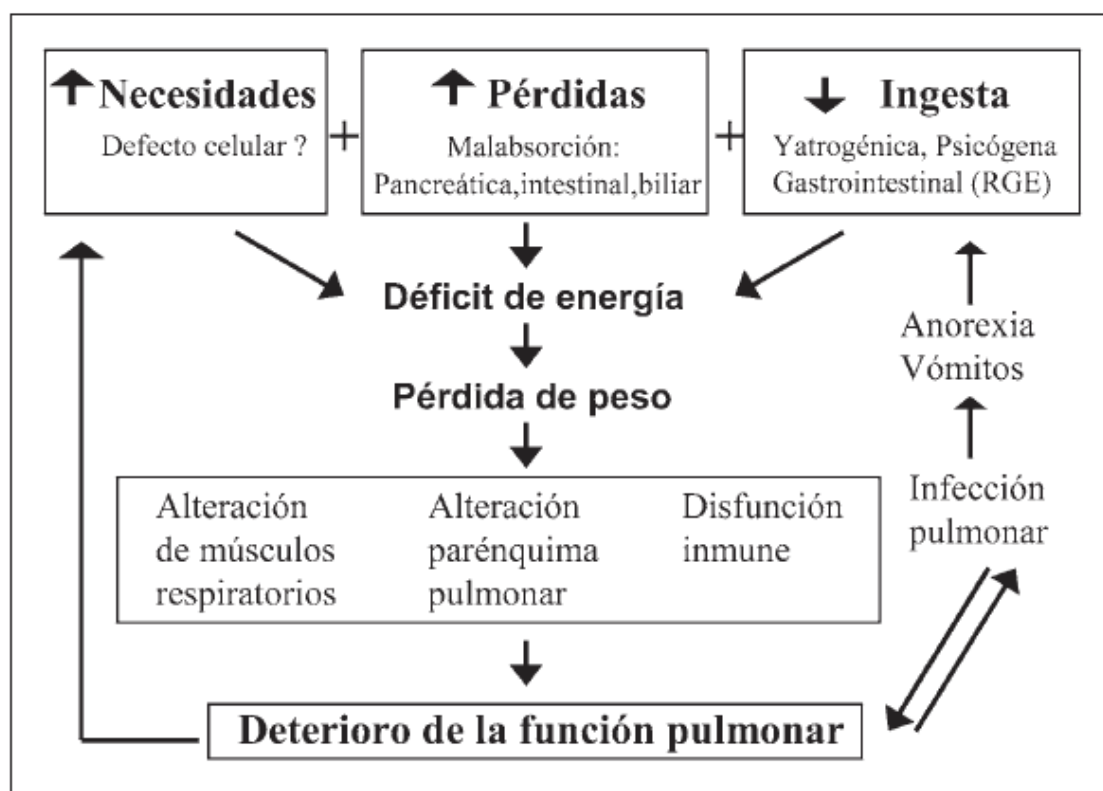 ↑ Necesidades
Defecto celular ?
+
↑ Pérdidas
Malabsorción:
Pancreática,intestinal,biliar
+
↓ Ingesta
Yatrogénica, Psicógena
Gastrointestinal (RGE)
Déficit de energía
Pérdida de peso
Anorexia
Vómitos
Alteración
de músculos
respiratorios
Alteración
parénquima
pulmonar
Disfunción
inmune
Infección
pulmonar
Deterioro de la función pulmonar